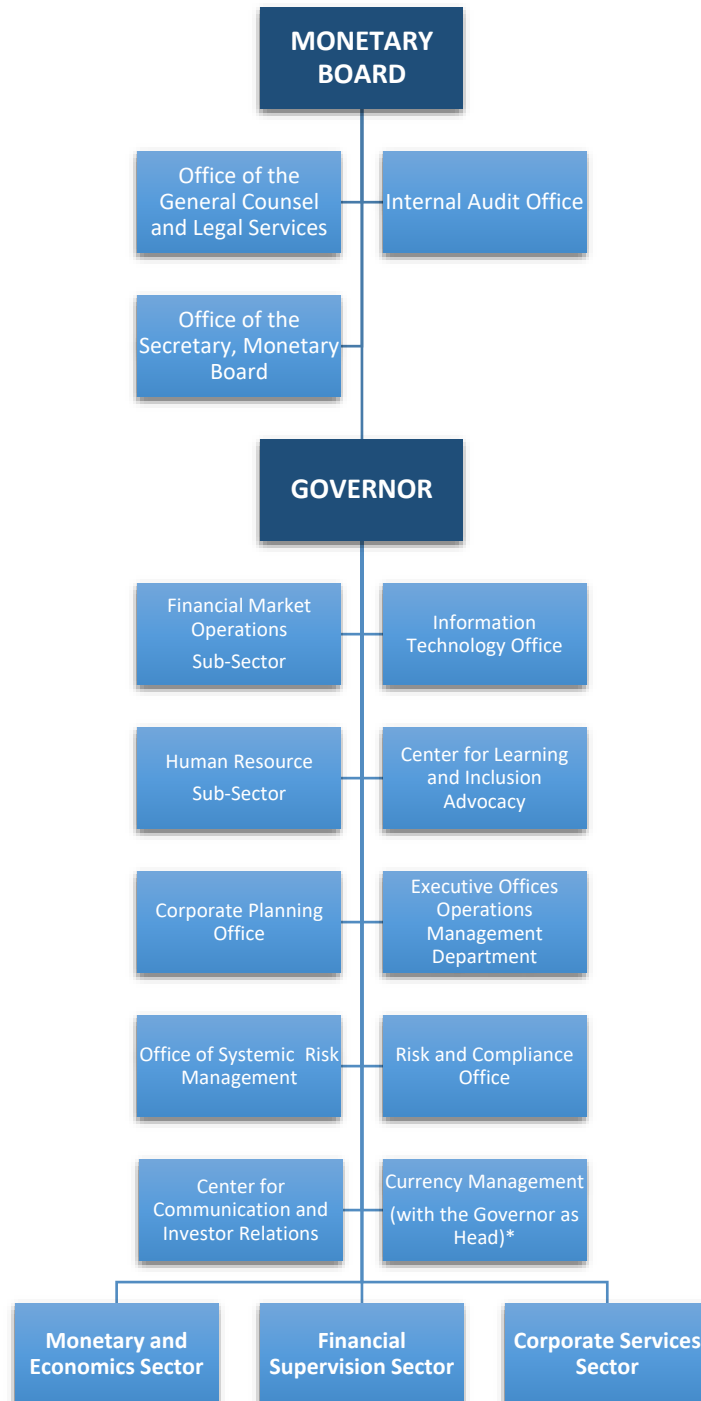 MONETARY
BOARD
Office of the
General Counsel
and Legal Services
Internal Audit Office
Office of the
Secretary, Monetary
Board
GOVERNOR
Financial Market
Operations
Sub-Sector
Information
Technology Office
Human Resource
Sub-Sector
Center for Learning
and Inclusion
Advocacy
Corporate Planning
Office
Executive Offices
Operations
Management
Department
Office of Systemic Risk
Management
Risk and Compliance
Office
Center for
Communication and
Investor Relations
Currency Management
(with the Governor as
Head)*
Monetary and
Economics Sector
Financial
Supervision Sector
Corporate Services
Sector